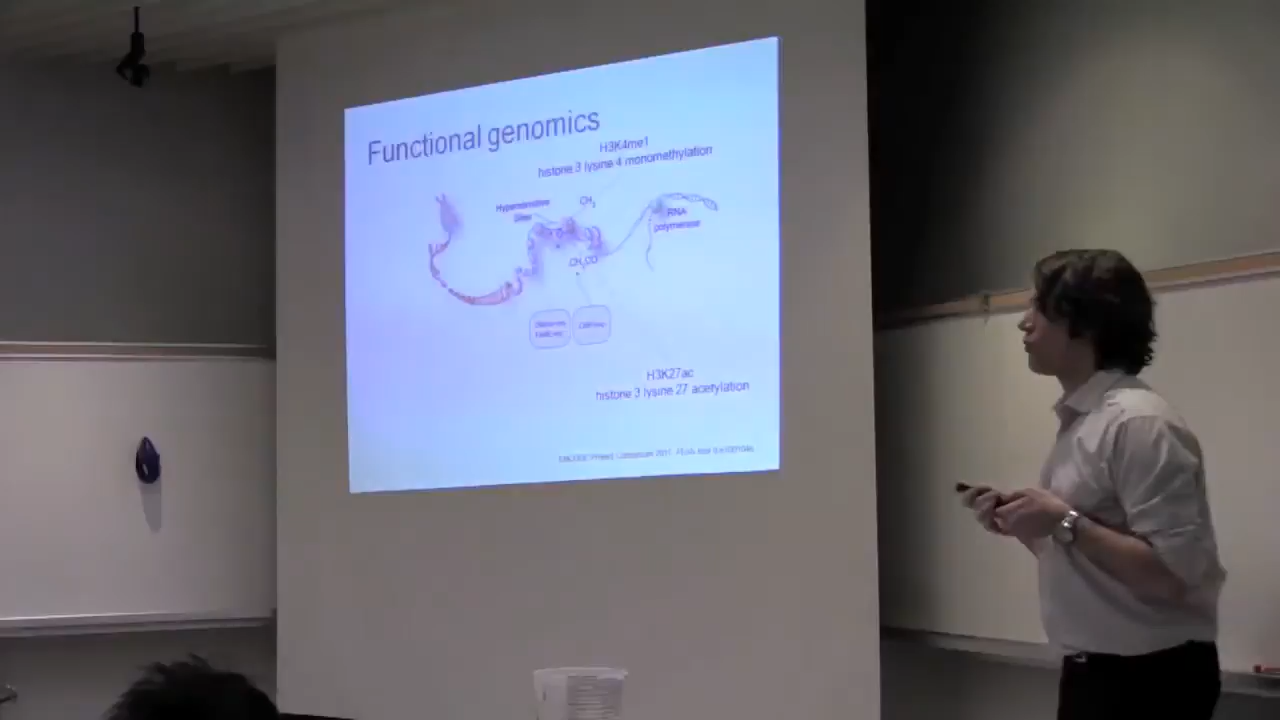 Functional genomics
H3K4me1
histone 3 lysine 4 monomethylation
Hypersensitive
Sites
CH3
RNA
polymerase
CH3CO
H3K27ac
histone 3 lysine 27 acetylation